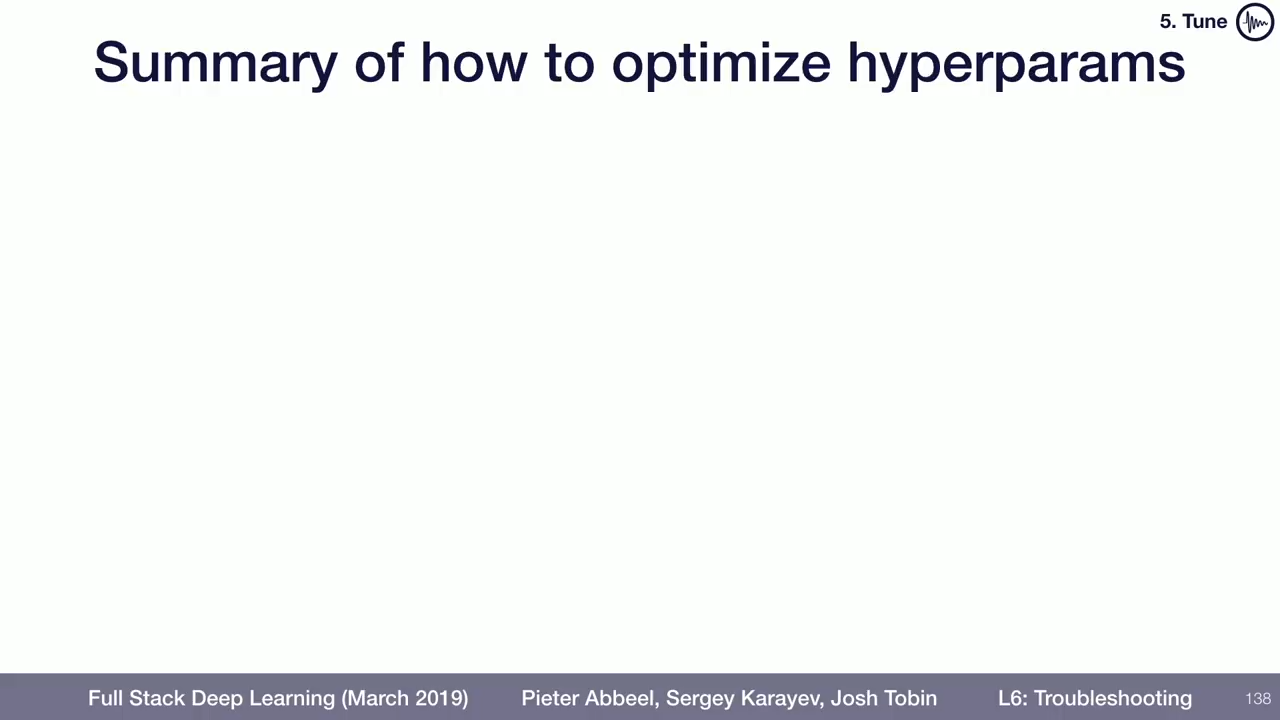 5. Tune
Summary of how to optimize hyperparams
Full Stack Deep Learning (March 2019) Pieter Abbeel, Sergey Karayev, Josh Tobin L6: Troubleshooting 138